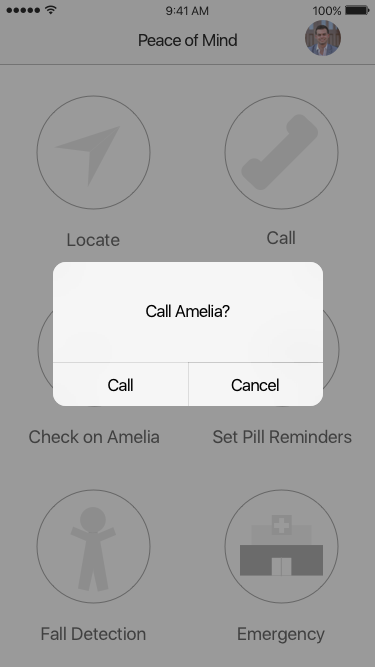 9:41 AM
100%
Peace of Mind
Locate
Call
Call Amelia?
Call
Cancel
Check on Amelia
Set Pill Reminders
Fall Detection
Emergency